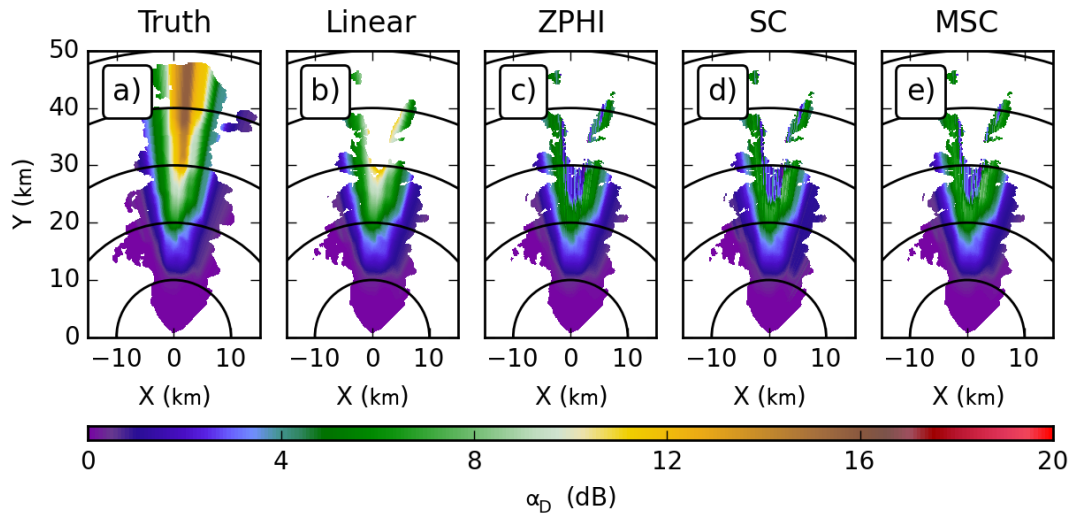 Truth Linear ZPHI SC MSC
50
40
30
20
10
0
a) b) c) d) e)
Y (km)
−10 0 10 −10 0 10 −10 0 10 −10 0 10 −10 0 10
X (km) X (km) X (km) X (km) X (km)
0 4 8 12 16 20
α_D (dB)